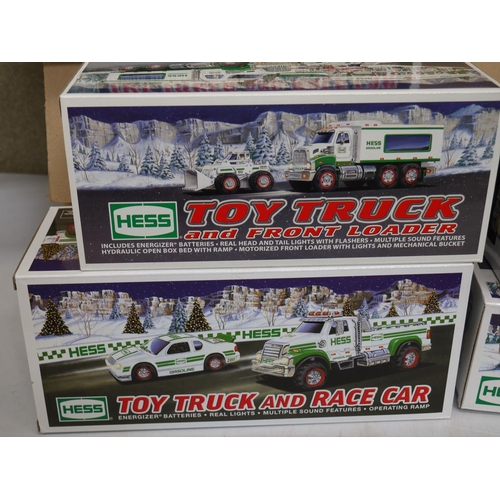 HESS
GASOLINE
HESS
TOY TRUCK
and FRONT LOADER
INCLUDES ENERGIZER® BATTERIES • REAL HEAD AND TAIL LIGHTS WITH FLASHERS • MULTIPLE SOUND FEATURES
HYDRAULIC OPEN BOX BED WITH RAMP • MOTORIZED FRONT LOADER WITH LIGHTS AND MECHANICAL BUCKET
HESS
HESS
GASOLINE
HESS
TOY TRUCK AND RACE CAR
ENERGIZER® BATTERIES • REAL LIGHTS • MULTIPLE SOUND FEATURES • OPERATING RAMP